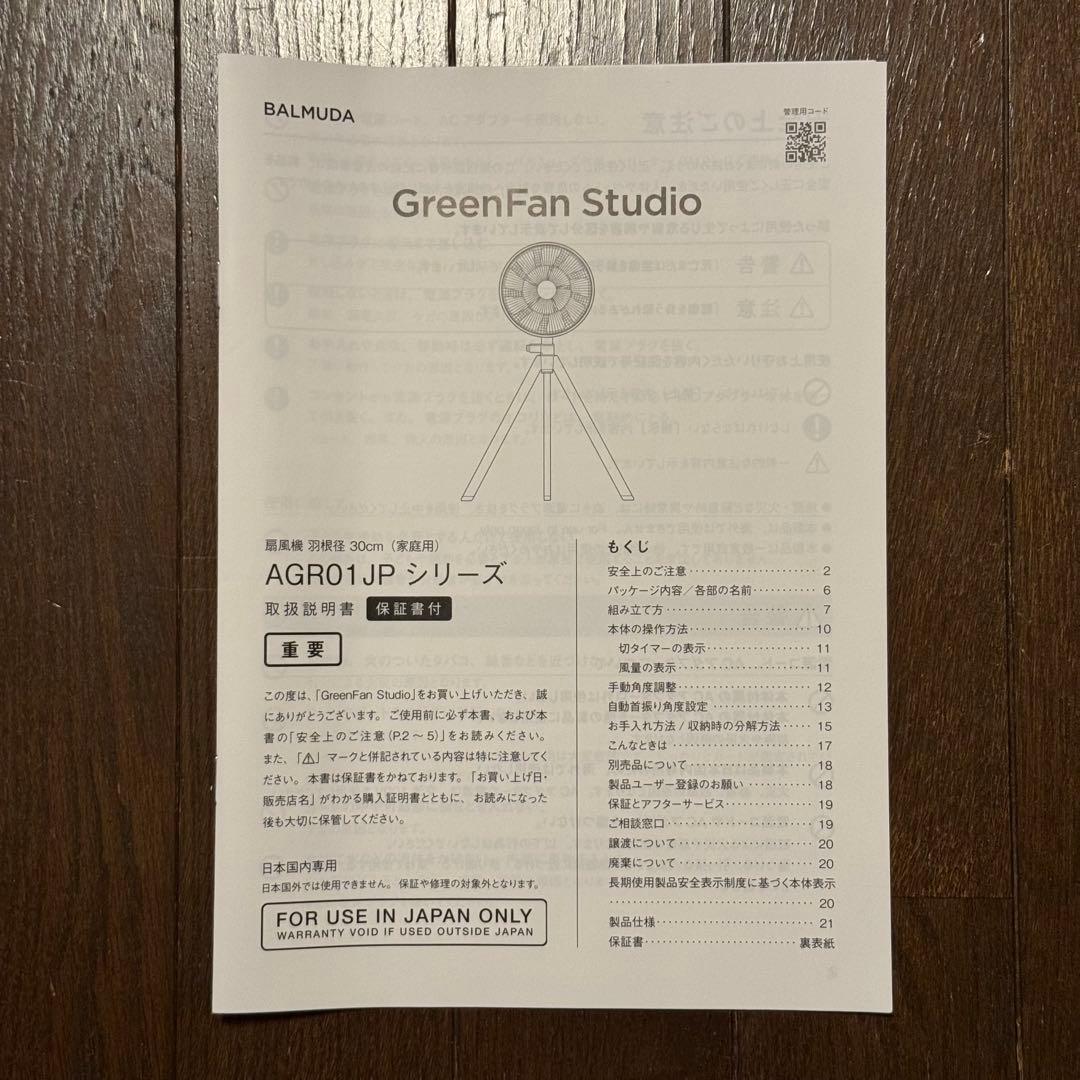 BALMUDA
管理用コード
GreenFan Studio
扇風機 羽根径 30cm（家庭用）
AGR01JP シリーズ
取扱説明書 保証書付
重要
この度は、「GreenFan Studio」をお買い上げいただき、誠
にありがとうございます。ご使用前に必ず本書、および本
書の「安全上のご注意（P.2～5）」をお読みください。
また、「⚠」マークと併記されている内容は特に注意してく
ださい。本書は保証書をかねております。「お買い上げ日・
販売店名」がわかる購入証明書とともに、お読みになった
後も大切に保管してください。
日本国内専用
日本国外では使用できません。保証や修理の対象外となります。
FOR USE IN JAPAN ONLY
WARRANTY VOID IF USED OUTSIDE JAPAN
もくじ
安全上のご注意 …………………… 2
パッケージ内容／各部の名前 ………… 6
組み立て方 …………………… 7
本体の操作方法 …………………… 10
切タイマーの表示 …………………… 11
風量の表示 …………………… 11
手動角度調整 …………………… 12
自動首振り角度設定 …………………… 13
お手入れ方法 / 収納時の分解方法 …… 15
こんなときは …………………… 17
別売品について …………………… 18
製品ユーザー登録のお願い ………… 18
保証とアフターサービス …………… 19
ご相談窓口 …………………… 19
譲渡について …………………… 20
廃棄について …………………… 20
長期使用製品安全表示制度に基づく本体表示
…………………… 20
製品仕様 …………………… 21
保証書 …………………… 裏表紙